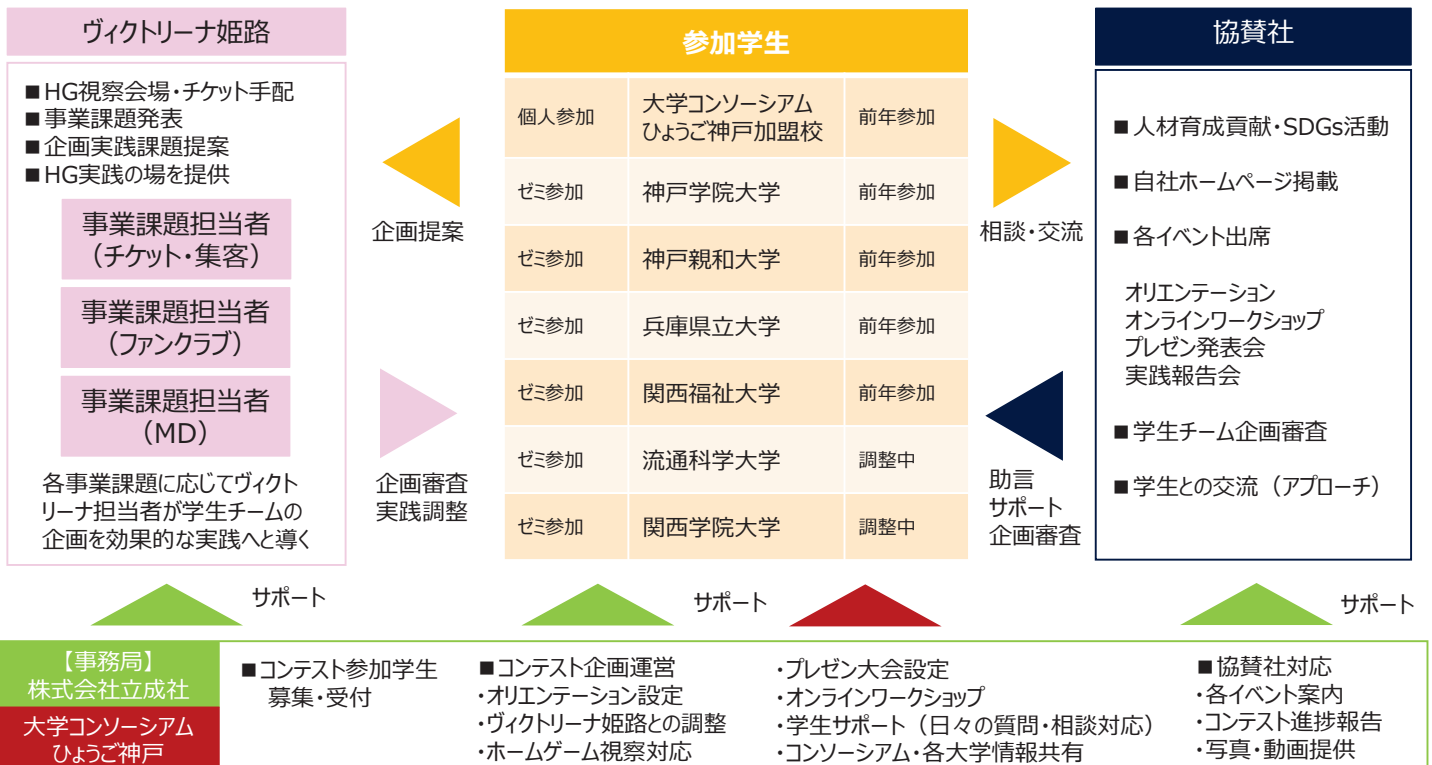 ヴィクトリーナ姫路
■HG視察会場・チケット手配
■事業課題発表
■企画実践課題提案
■HG実践の場を提供
事業課題担当者
（チケット・集客）
事業課題担当者
（ファンクラブ）
事業課題担当者
（MD）
各事業課題に応じてヴィクト
リーナ担当者が学生チームの
企画を効果的な実践へと導く
企画提案
企画審査
実践調整
参加学生
個人参加 大学コンソーシアム 前年参加
ひょうご神戸加盟校
ゼミ参加 神戸学院大学 前年参加
ゼミ参加 神戸親和大学 前年参加
ゼミ参加 兵庫県立大学 前年参加
ゼミ参加 関西福祉大学 前年参加
ゼミ参加 流通科学大学 調整中
ゼミ参加 関西学院大学 調整中
相談・交流
助言
サポート
企画審査
協賛社
■人材育成貢献・SDGs活動
■自社ホームページ掲載
■各イベント出席
オリエンテーション
オンラインワークショップ
プレゼン発表会
実践報告会
■学生チーム企画審査
■学生との交流（アプローチ）
サポート
サポート
サポート
【事務局】
株式会社立成社
大学コンソーシアム
ひょうご神戸
■コンテスト参加学生
募集・受付
■コンテスト企画運営
・オリエンテーション設定
・ヴィクトリーナ姫路との調整
・ホームゲーム視察対応
・プレゼン大会設定
・オンラインワークショップ
・学生サポート（日々の質問・相談対応）
・コンソーシアム・各大学情報共有
■協賛社対応
・各イベント案内
・コンテスト進捗報告
・写真・動画提供